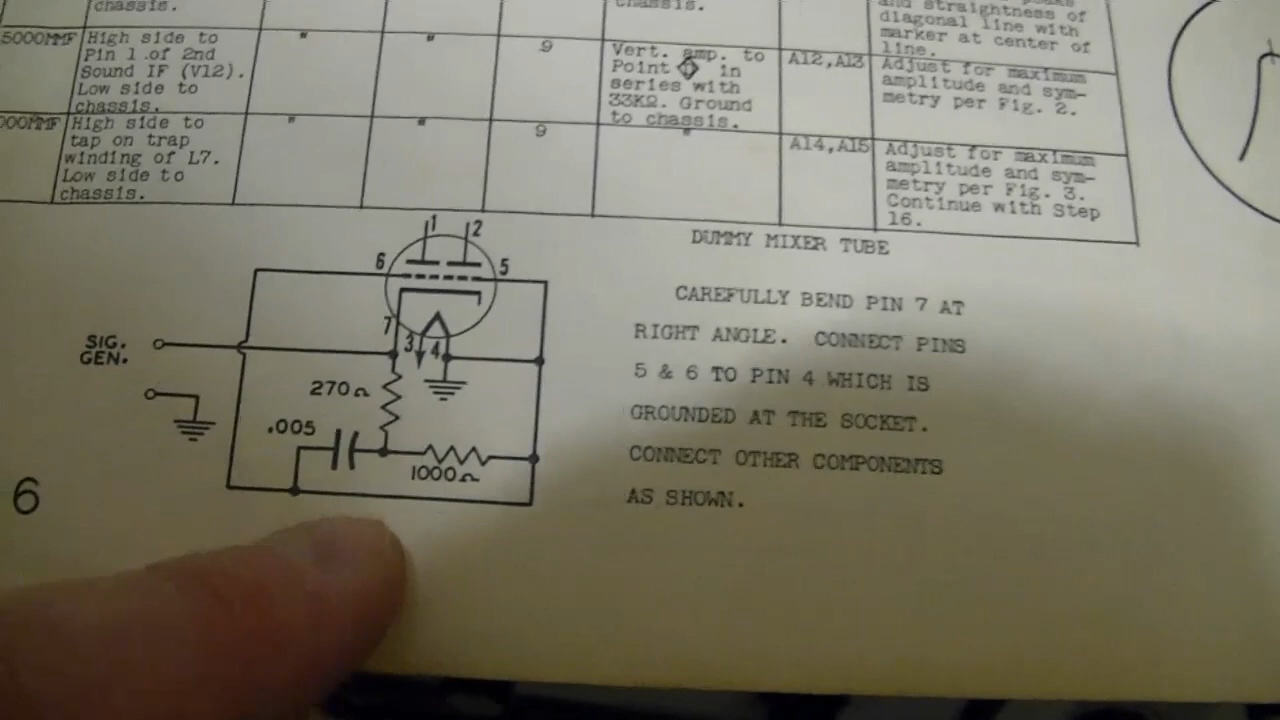 chassis.
chassis.
and straightness of
diagonal line with
marker at center of
line.
5000MMF
High side to
Pin 1 of 2nd
Sound IF (V12).
Low side to
chassis.
"
"
9
Vert. amp. to
Point D in
series with
33KΩ. Ground
to chassis.
A12,A13
Adjust for maximum
amplitude and sym-
metry per Fig. 2.
000MMF
High side to
tap on trap
winding of L7.
Low side to
chassis.
"
"
9
"
A14,A15
Adjust for maximum
amplitude and sym-
metry per Fig. 3.
Continue with Step
16.
1
2
6
5
7
3
4
SIG.
GEN.
270Ω
.005
1000Ω
DUMMY MIXER TUBE
CAREFULLY BEND PIN 7 AT
RIGHT ANGLE. CONNECT PINS
5 & 6 TO PIN 4 WHICH IS
GROUNDED AT THE SOCKET.
CONNECT OTHER COMPONENTS
AS SHOWN.
6